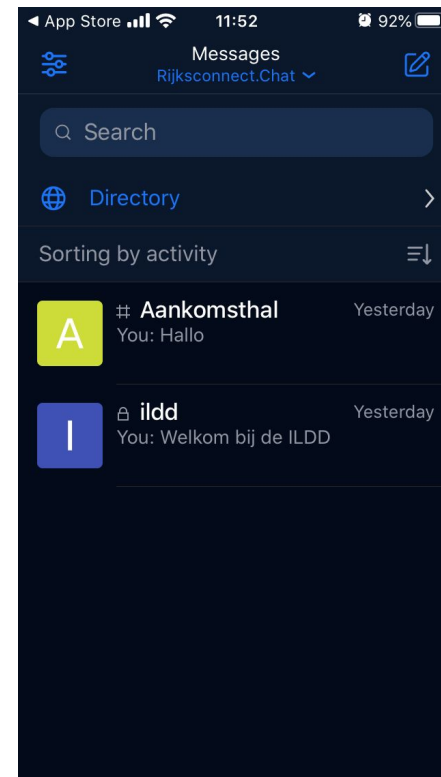 ◀ App Store 11:52 92%
Messages
Rijksconnect.Chat
Search
Directory
Sorting by activity
A # Aankomsthal Yesterday
You: Hallo
I ildd Yesterday
You: Welkom bij de ILDD